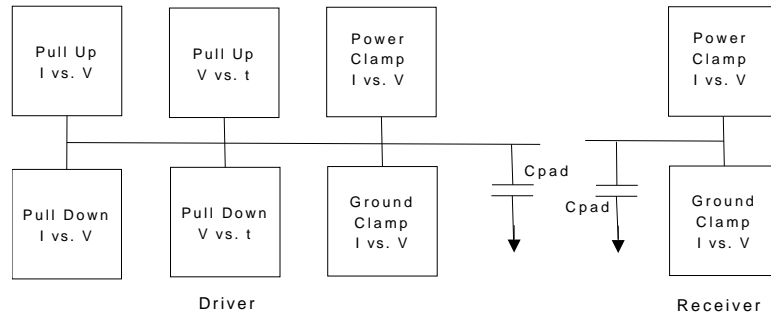 Pull Up
I vs. V
Pull Up
V vs. t
Power
Clamp
I vs. V
Power
Clamp
I vs. V
Cpad
Cpad
Pull Down
I vs. V
Pull Down
V vs. t
Ground
Clamp
I vs. V
Ground
Clamp
I vs. V
Driver
Receiver